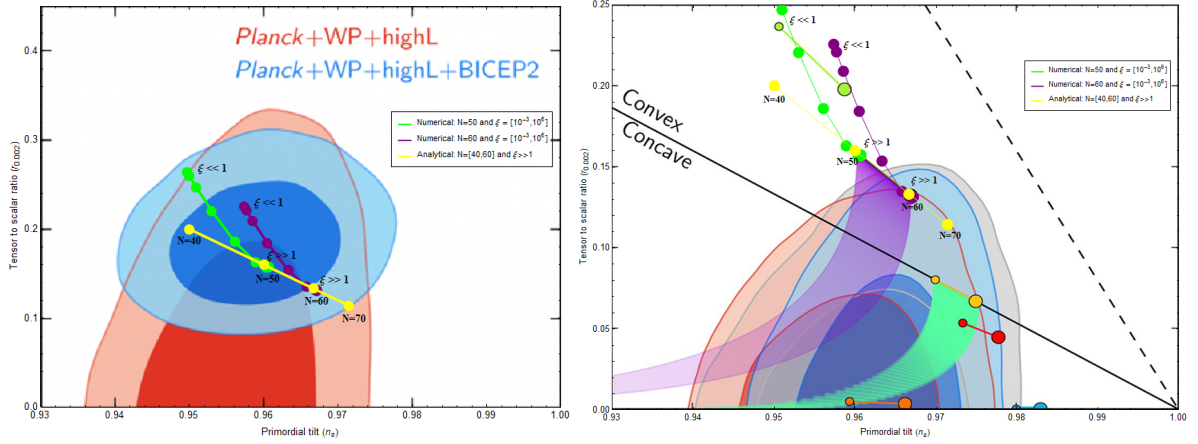 Planck+WP+highL
Planck+WP+highL+BICEP2
Numerical: N=50 and ξ = [10⁻³,10⁶]
Numerical: N=60 and ξ = [10⁻³,10⁶]
Analytical: N=[40,60] and ξ>>1
ξ << 1
ξ << 1
N=40
ξ >> 1
N=50
ξ >> 1
N=60
N=70
Tensor to scalar ratio (r0.002)
0.4
0.3
0.2
0.1
0.0
0.93
0.94
0.95
0.96
0.97
0.98
0.99
1.00
Primordial tilt (ns)
Numerical: N=50 and ξ = [10⁻³,10⁶]
Numerical: N=60 and ξ = [10⁻³,10⁶]
Analytical: N=[40,60] and ξ>>1
ξ << 1
ξ << 1
N=40
Convex
Concave
ξ >> 1
N=50
ξ >> 1
N=60
N=70
Tensor to scalar ratio (r0.002)
0.25
0.20
0.15
0.10
0.05
0.00
0.93
0.94
0.95
0.96
0.97
0.98
0.99
1.00
Primordial tilt (ns)